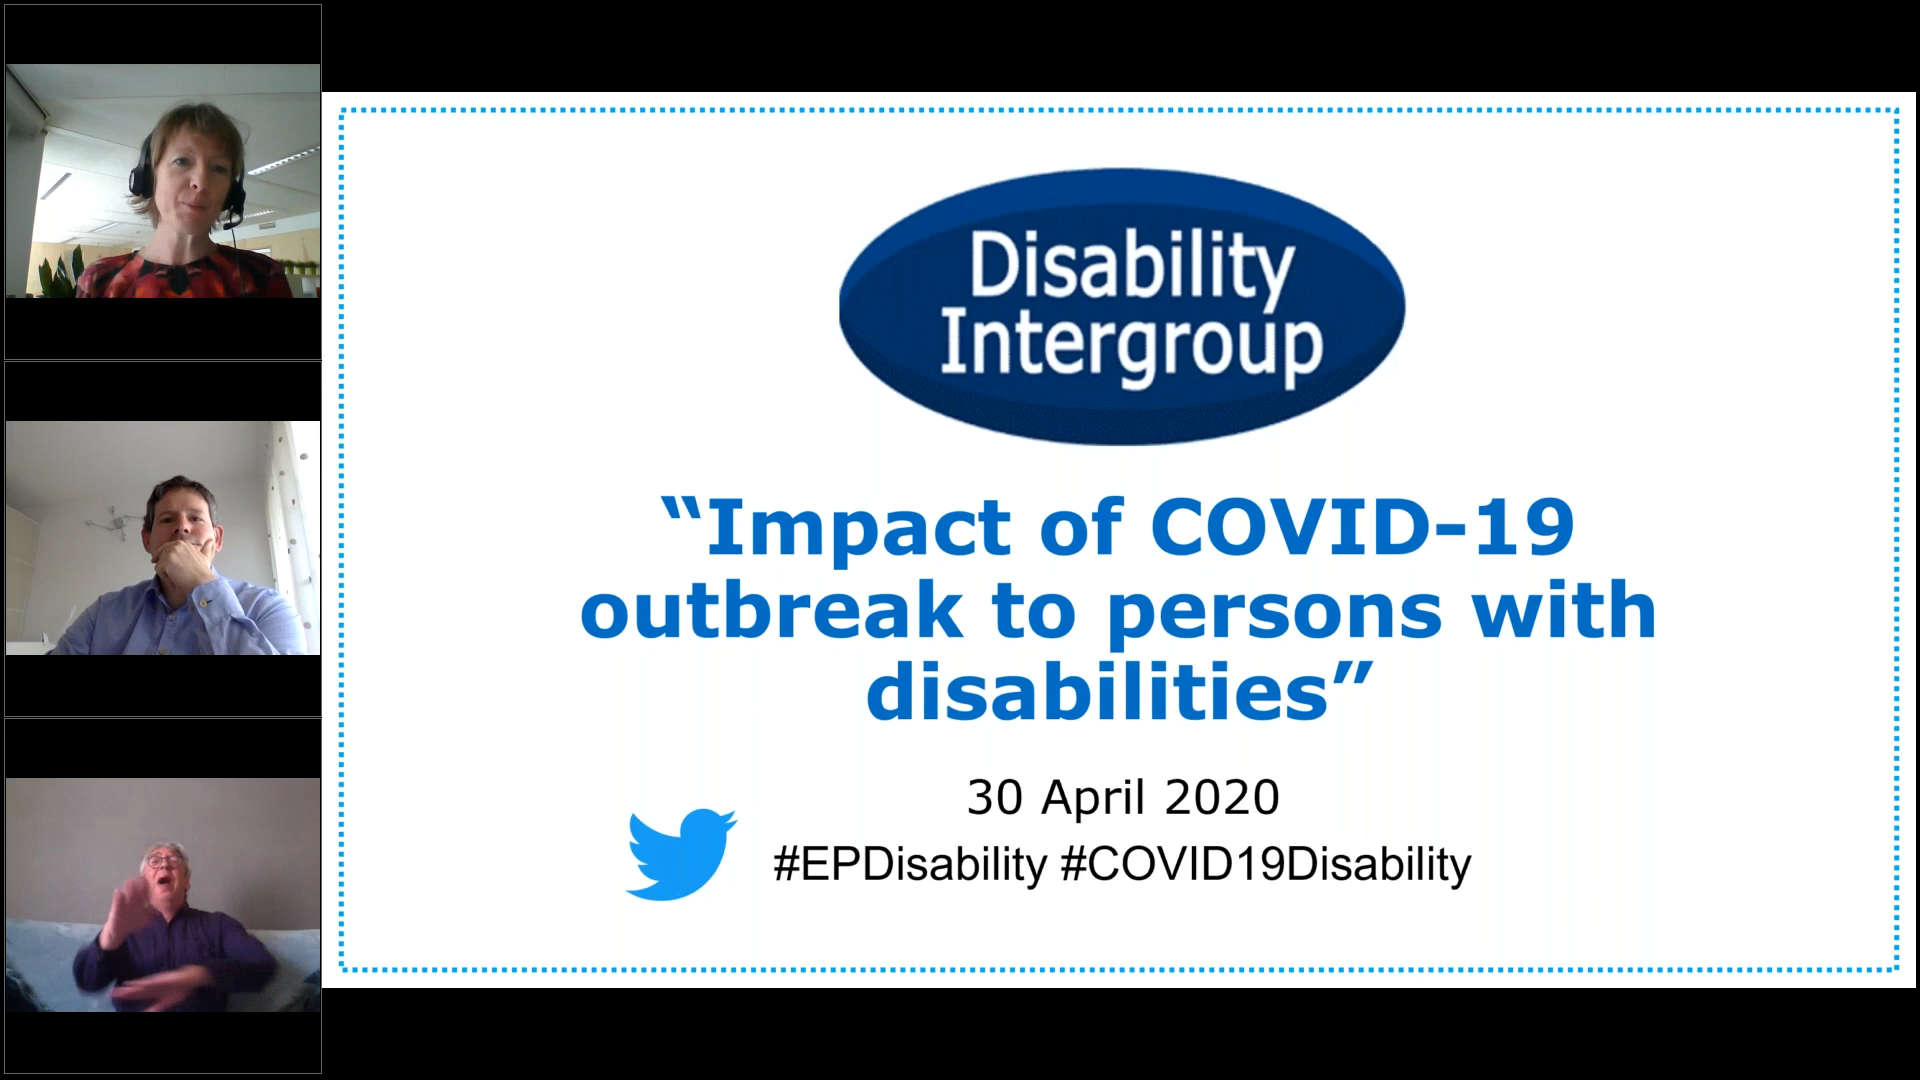 Disability
Intergroup
“Impact of COVID-19
outbreak to persons with
disabilities”
30 April 2020
#EPDisability #COVID19Disability